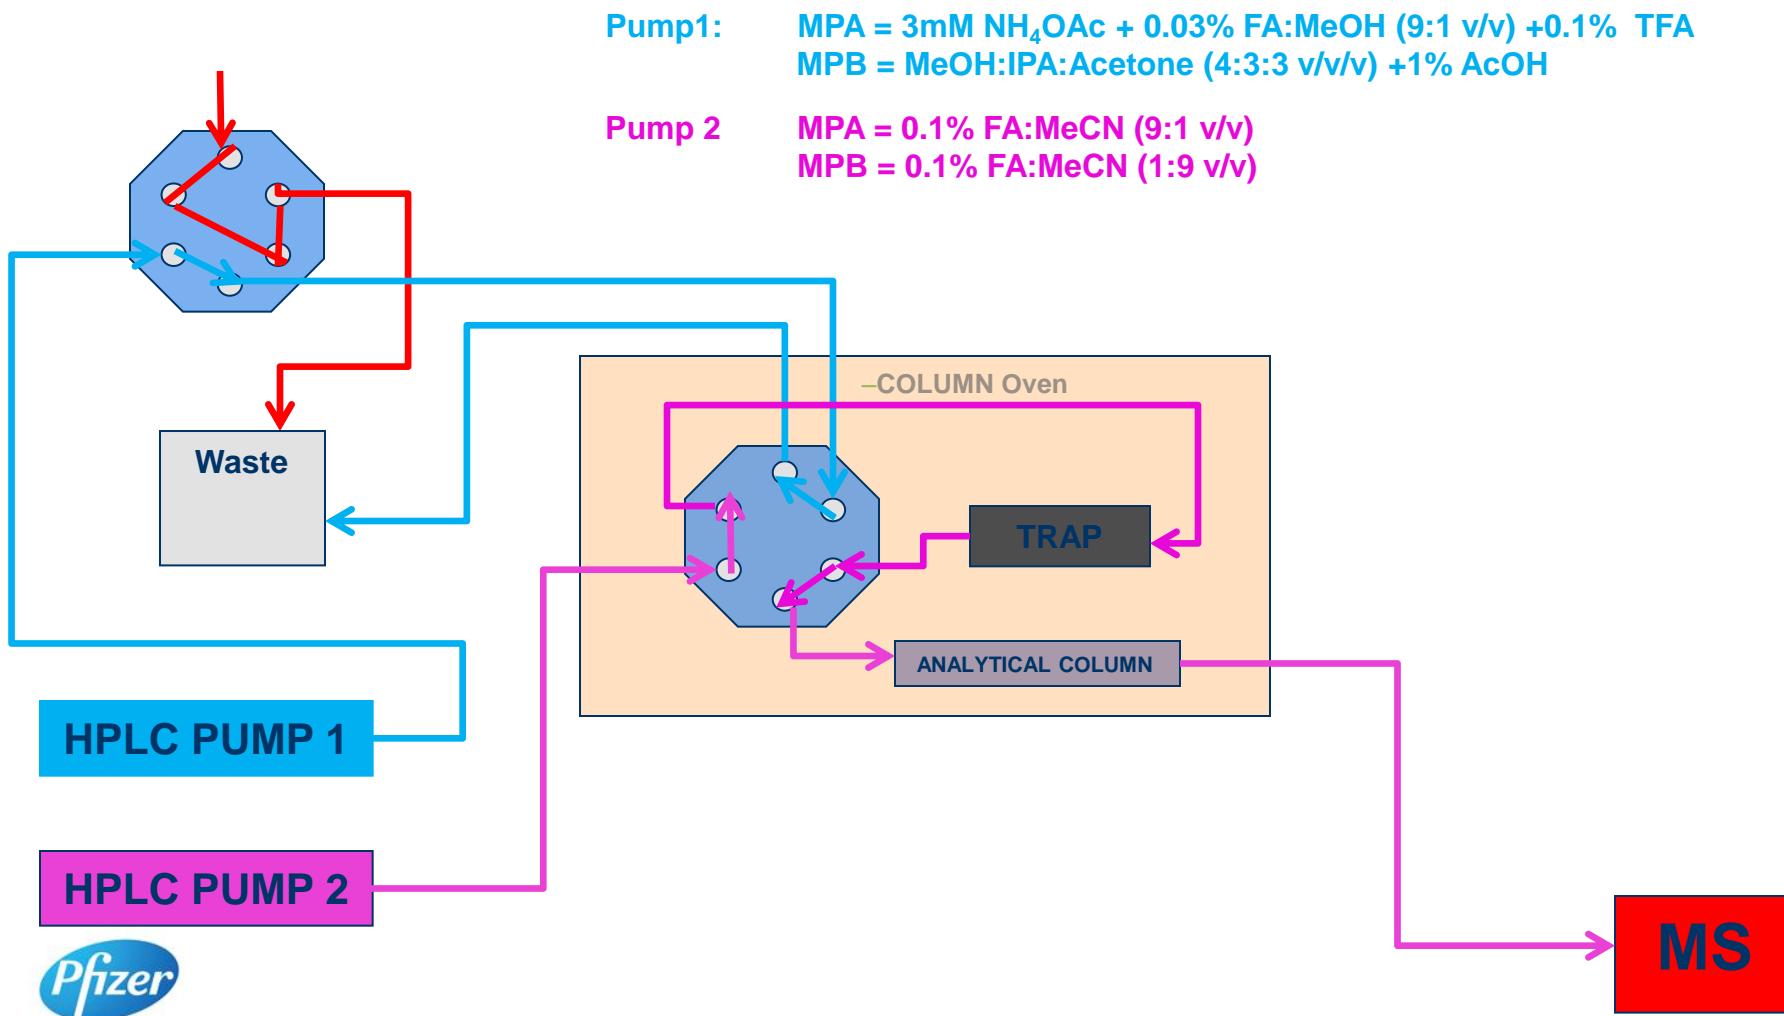 Pump1: MPA = 3mM NH₄OAc + 0.03% FA:MeOH (9:1 v/v) +0.1% TFA
MPB = MeOH:IPA:Acetone (4:3:3 v/v/v) +1% AcOH
Pump 2 MPA = 0.1% FA:MeCN (9:1 v/v)
MPB = 0.1% FA:MeCN (1:9 v/v)
–COLUMN Oven
Waste
TRAP
ANALYTICAL COLUMN
HPLC PUMP 1
HPLC PUMP 2
MS
Pfizer